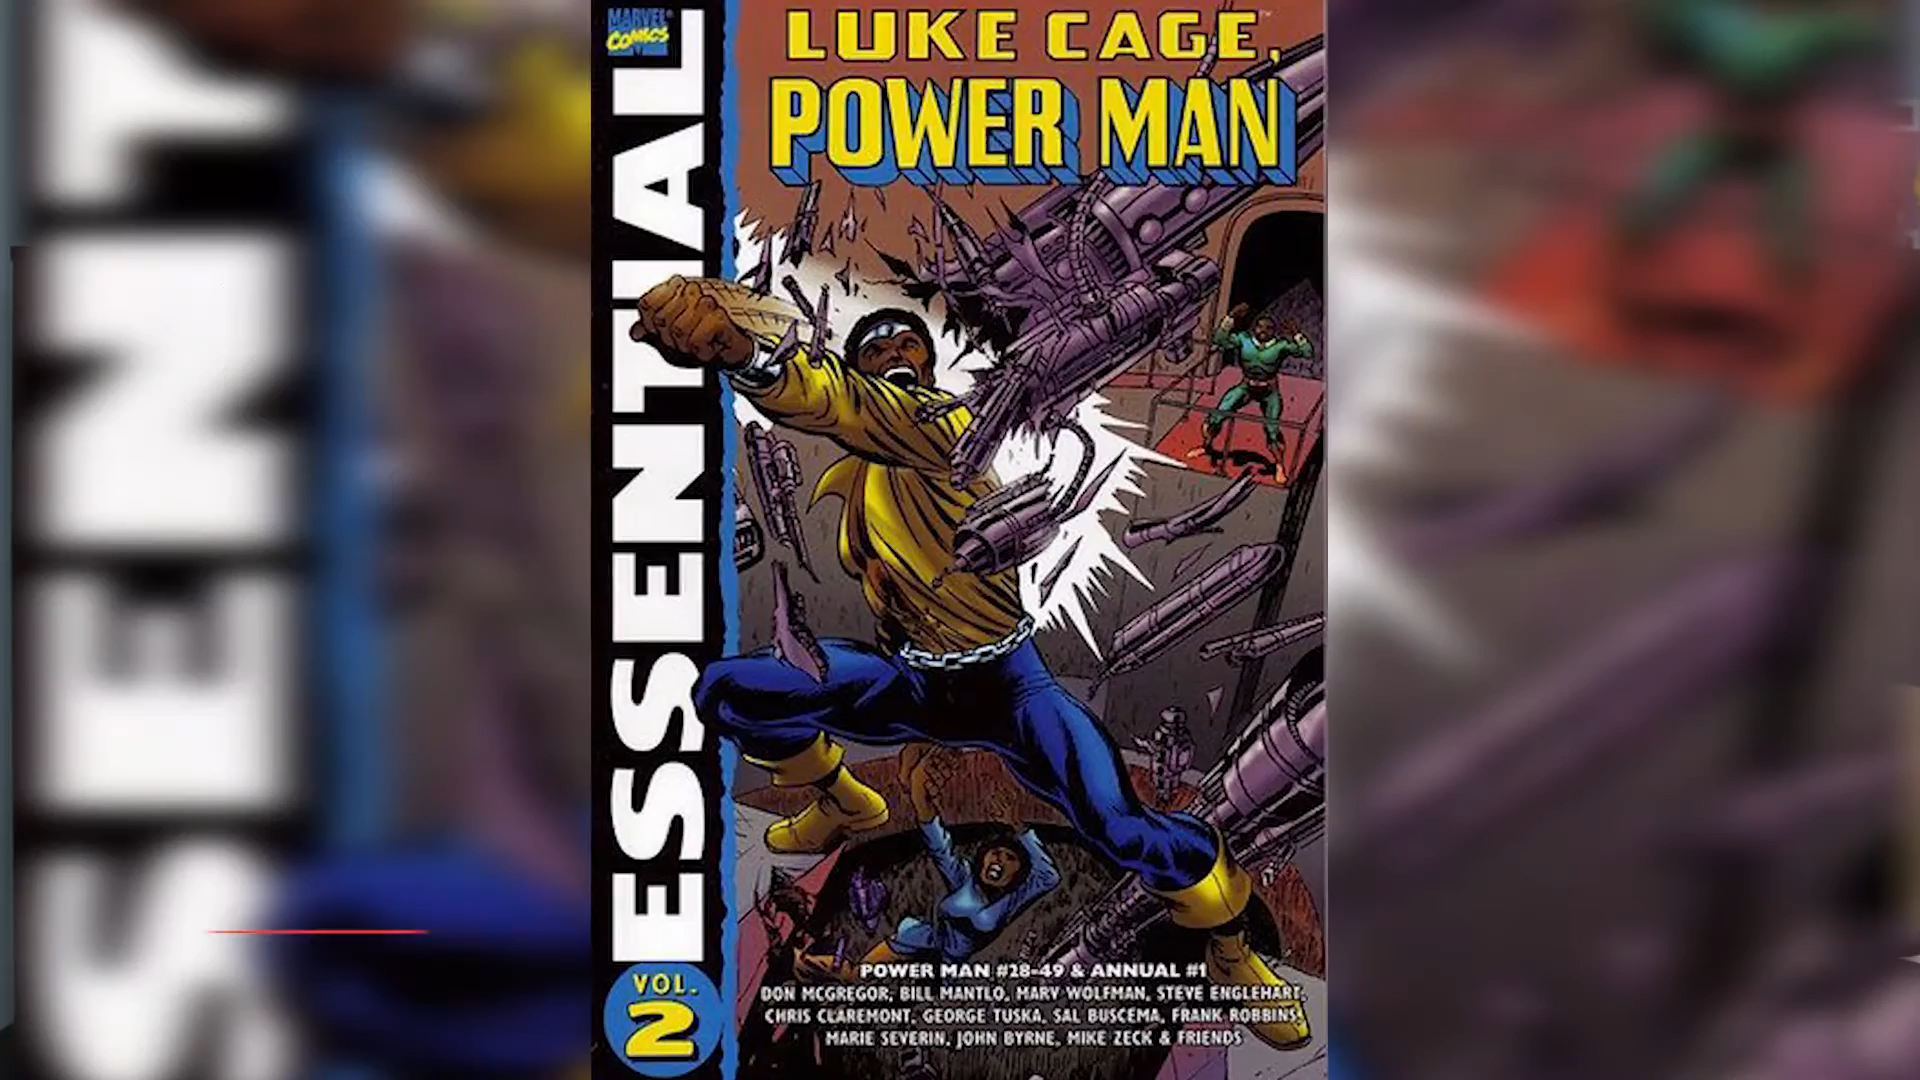 MARVEL
COMICS
ESSENTIAL
LUKE CAGE,
POWER MAN
VOL.
2
POWER MAN #28-49 & ANNUAL #1
DON MCGREGOR, BILL MANTLO, MARV WOLFMAN, STEVE ENGLEHART,
CHRIS CLAREMONT, GEORGE TUSKA, SAL BUSCEMA, FRANK ROBBINS,
MARIE SEVERIN, JOHN BYRNE, MIKE ZECK & FRIENDS